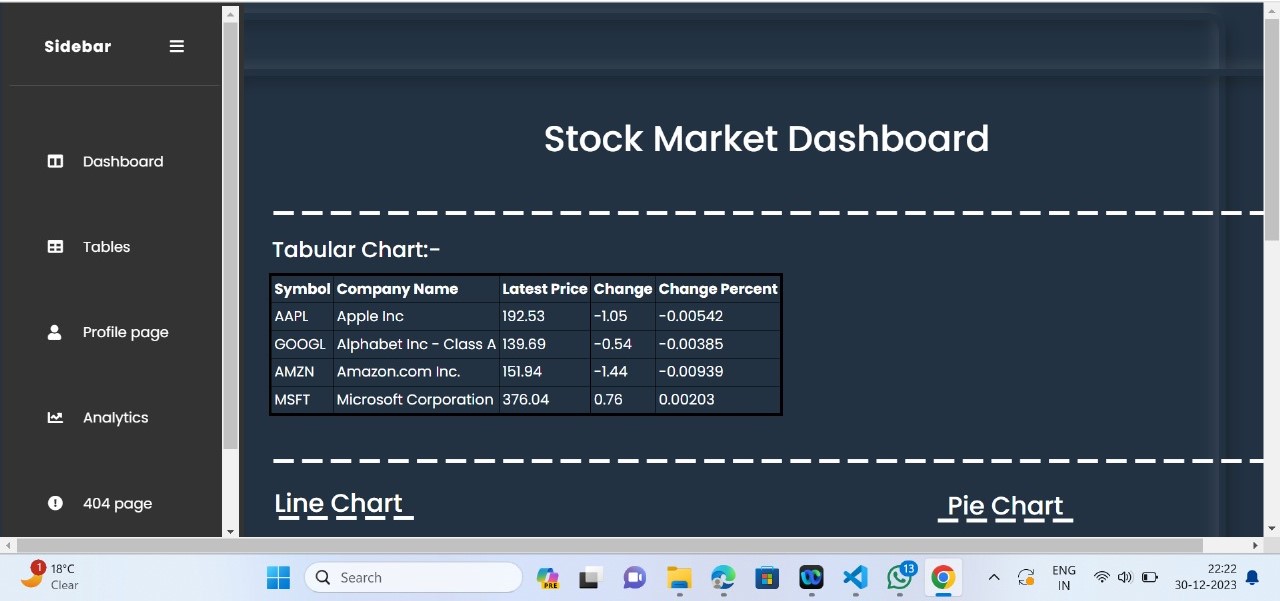 Sidebar
Stock Market Dashboard
Dashboard
Tables
Profile page
Analytics
404 page
Tabular Chart:-
Symbol Company Name Latest Price Change Change Percent
AAPL Apple Inc 192.53 -1.05 -0.00542
GOOGL Alphabet Inc - Class A 139.69 -0.54 -0.00385
AMZN Amazon.com Inc. 151.94 -1.44 -0.00939
MSFT Microsoft Corporation 376.04 0.76 0.00203
Line Chart
Pie Chart
1
18°C
Clear
Search
PRE
13
ENG
IN
22:22
30-12-2023